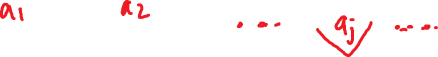 a₁ a₂ ... aⱼ ...